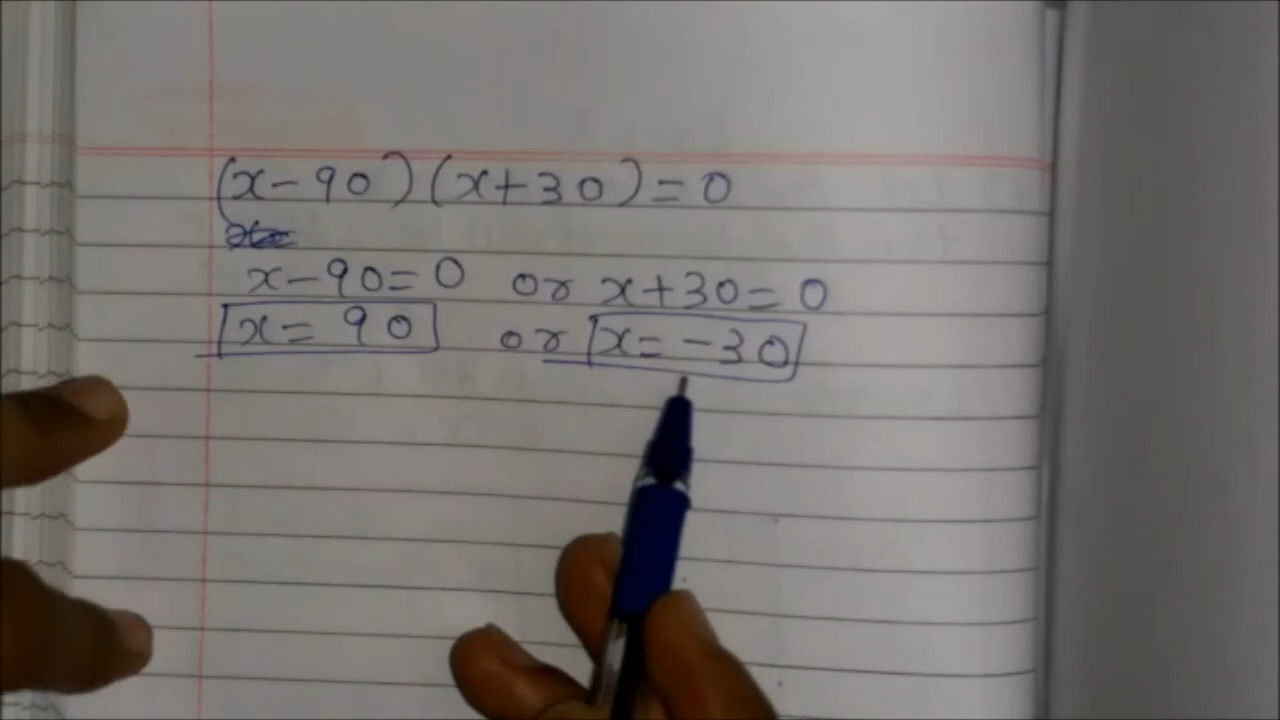 (x-90)(x+30)=0
x-90=0 or x+30=0
x=90 or x=-30